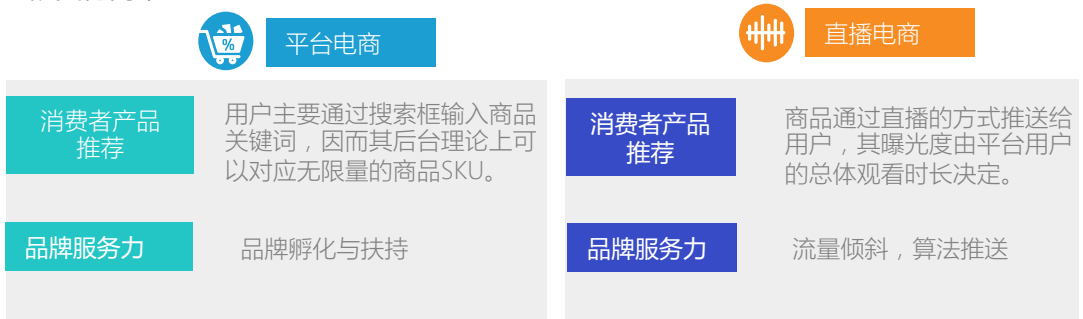 %
平台电商
消费者产品
推荐
用户主要通过搜索框输入商品
关键词，因而其后台理论上可
以对应无限量的商品SKU。
品牌服务力
品牌孵化与扶持
直播电商
消费者产品
推荐
商品通过直播的方式推送给
用户，其曝光度由平台用户
的总体观看时长决定。
品牌服务力
流量倾斜，算法推送